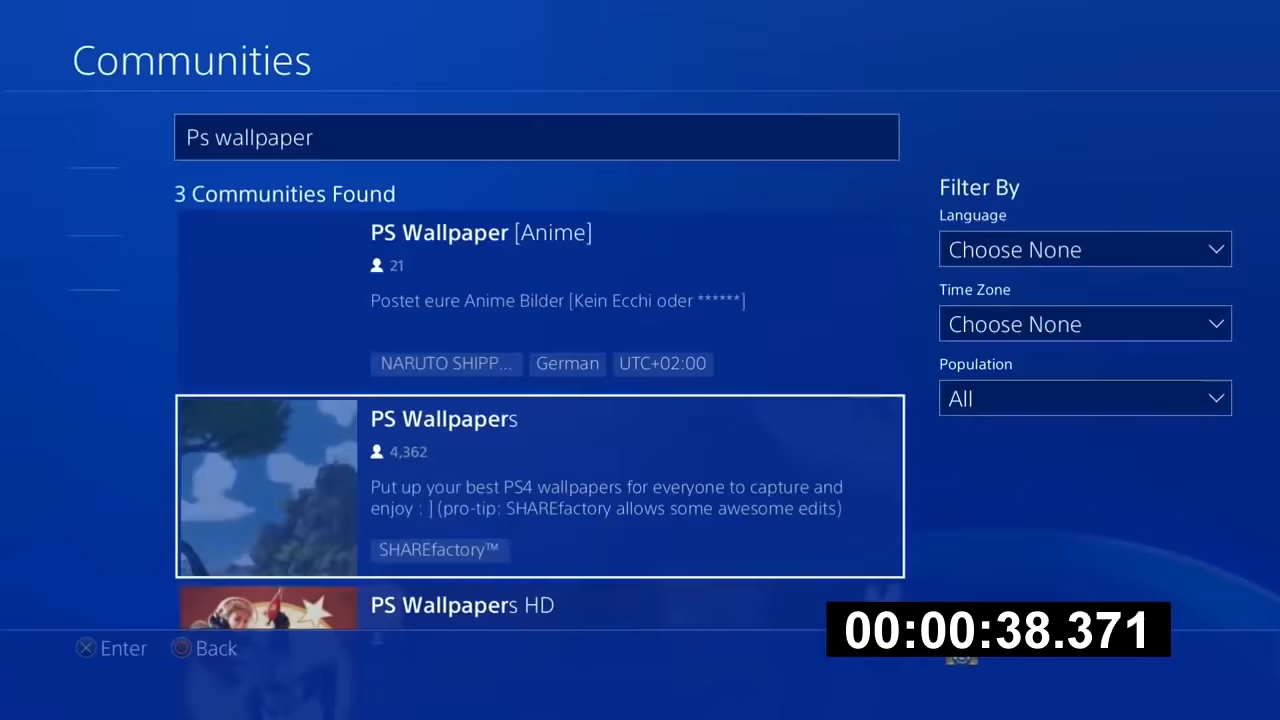 Communities
Ps wallpaper
3 Communities Found
PS Wallpaper [Anime]
21
Postet eure Anime Bilder [Kein Ecchi oder ******]
NARUTO SHIPP...
German
UTC+02:00
PS Wallpapers
4,362
Put up your best PS4 wallpapers for everyone to capture and
enjoy : ] (pro-tip: SHAREfactory allows some awesome edits)
SHAREfactory™
PS Wallpapers HD
Filter By
Language
Choose None
Time Zone
Choose None
Population
All
Enter
Back
00:00:38.371